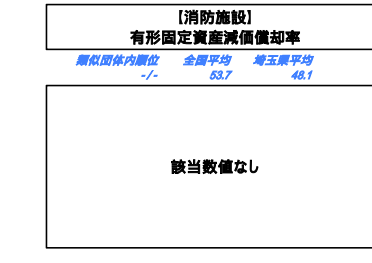 【消防施設】
有形固定資産減価償却率
類似団体内順位 全国平均 埼玉県平均
-/- 53.7 48.1
該当数値なし